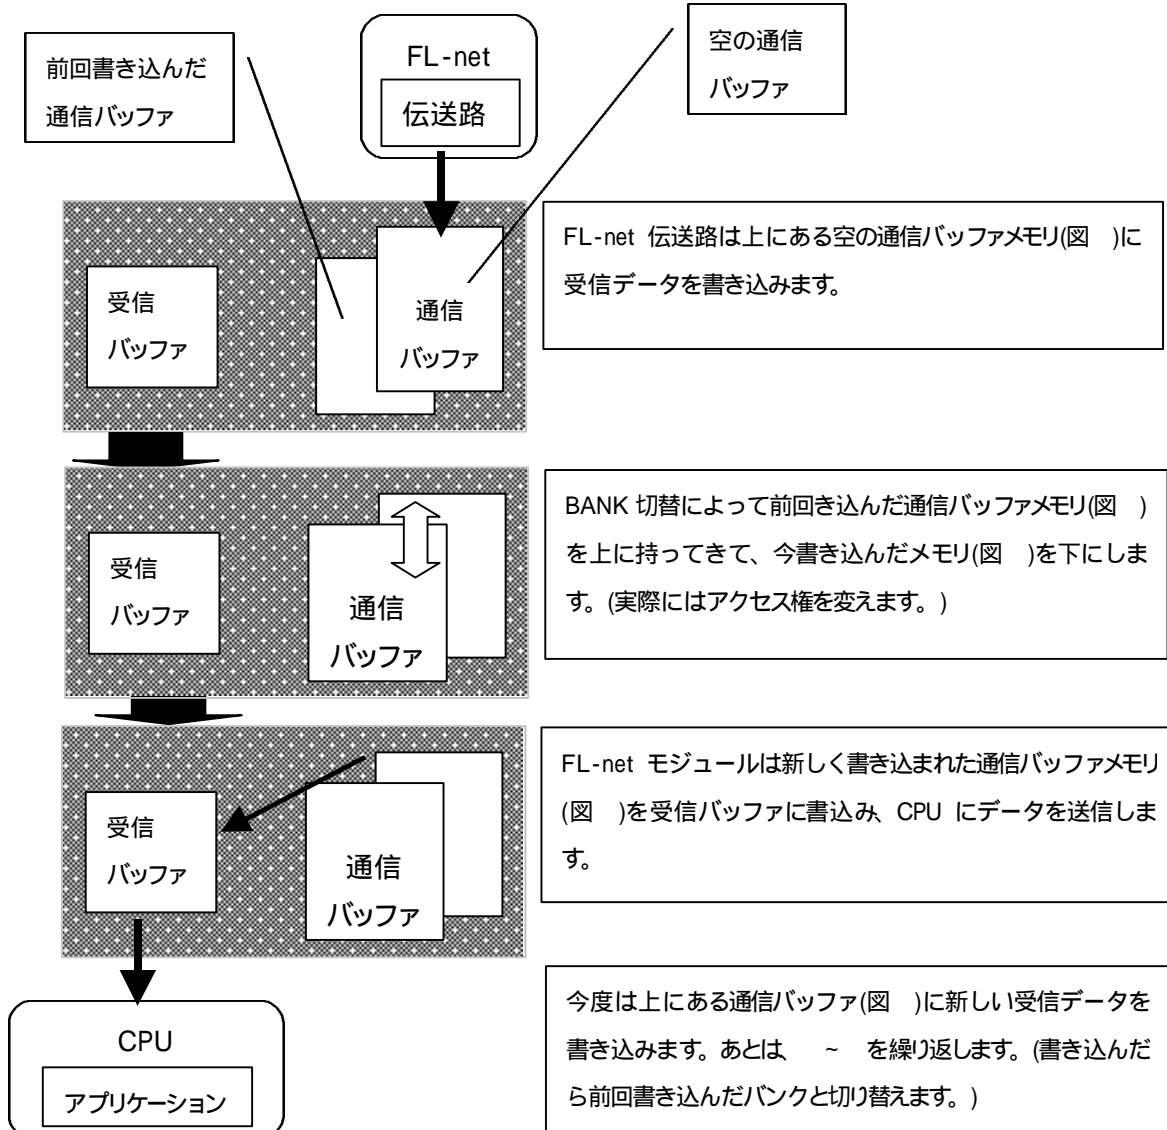 前回書き込んだ
通信バッファ
FL-net
伝送路
空の通信
バッファ
受信
バッファ
通信
バッファ
FL-net 伝送路は上にある空の通信バッファメモリ(図　)に
受信データを書き込みます。
受信
バッファ
通信
バッファ
BANK 切替によって前回き込んだ通信バッファメモリ(図　)
を上に持ってきて、今書き込んだメモリ(図　)を下にしま
す。(実際にはアクセス権を変えます。)
受信
バッファ
通信
バッファ
FL-net モジュールは新しく書き込まれた通信バッファメモリ
(図　)を受信バッファに書込み、CPU にデータを送信しま
す。
CPU
アプリケーション
今度は上にある通信バッファ(図　)に新しい受信データを
書き込みます。あとは、　~　を繰り返します。(書き込んだ
ら前回書き込んだバンクと切り替えます。)